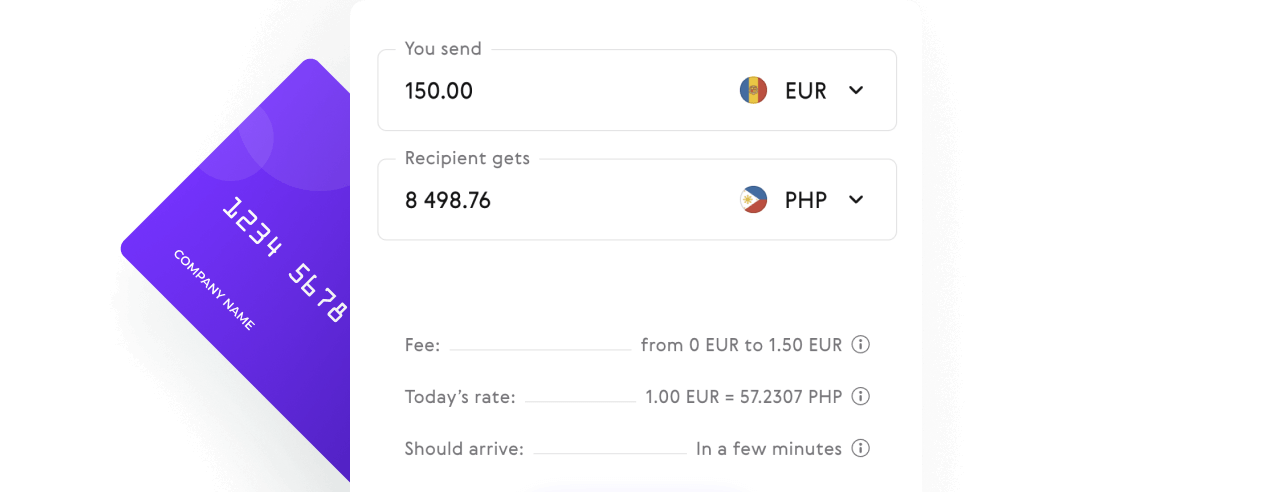 You send
150.00 EUR
Recipient gets
8 498.76 PHP
1234 5678
COMPANY NAME
Fee: from 0 EUR to 1.50 EUR
Today’s rate: 1.00 EUR = 57.2307 PHP
Should arrive: In a few minutes